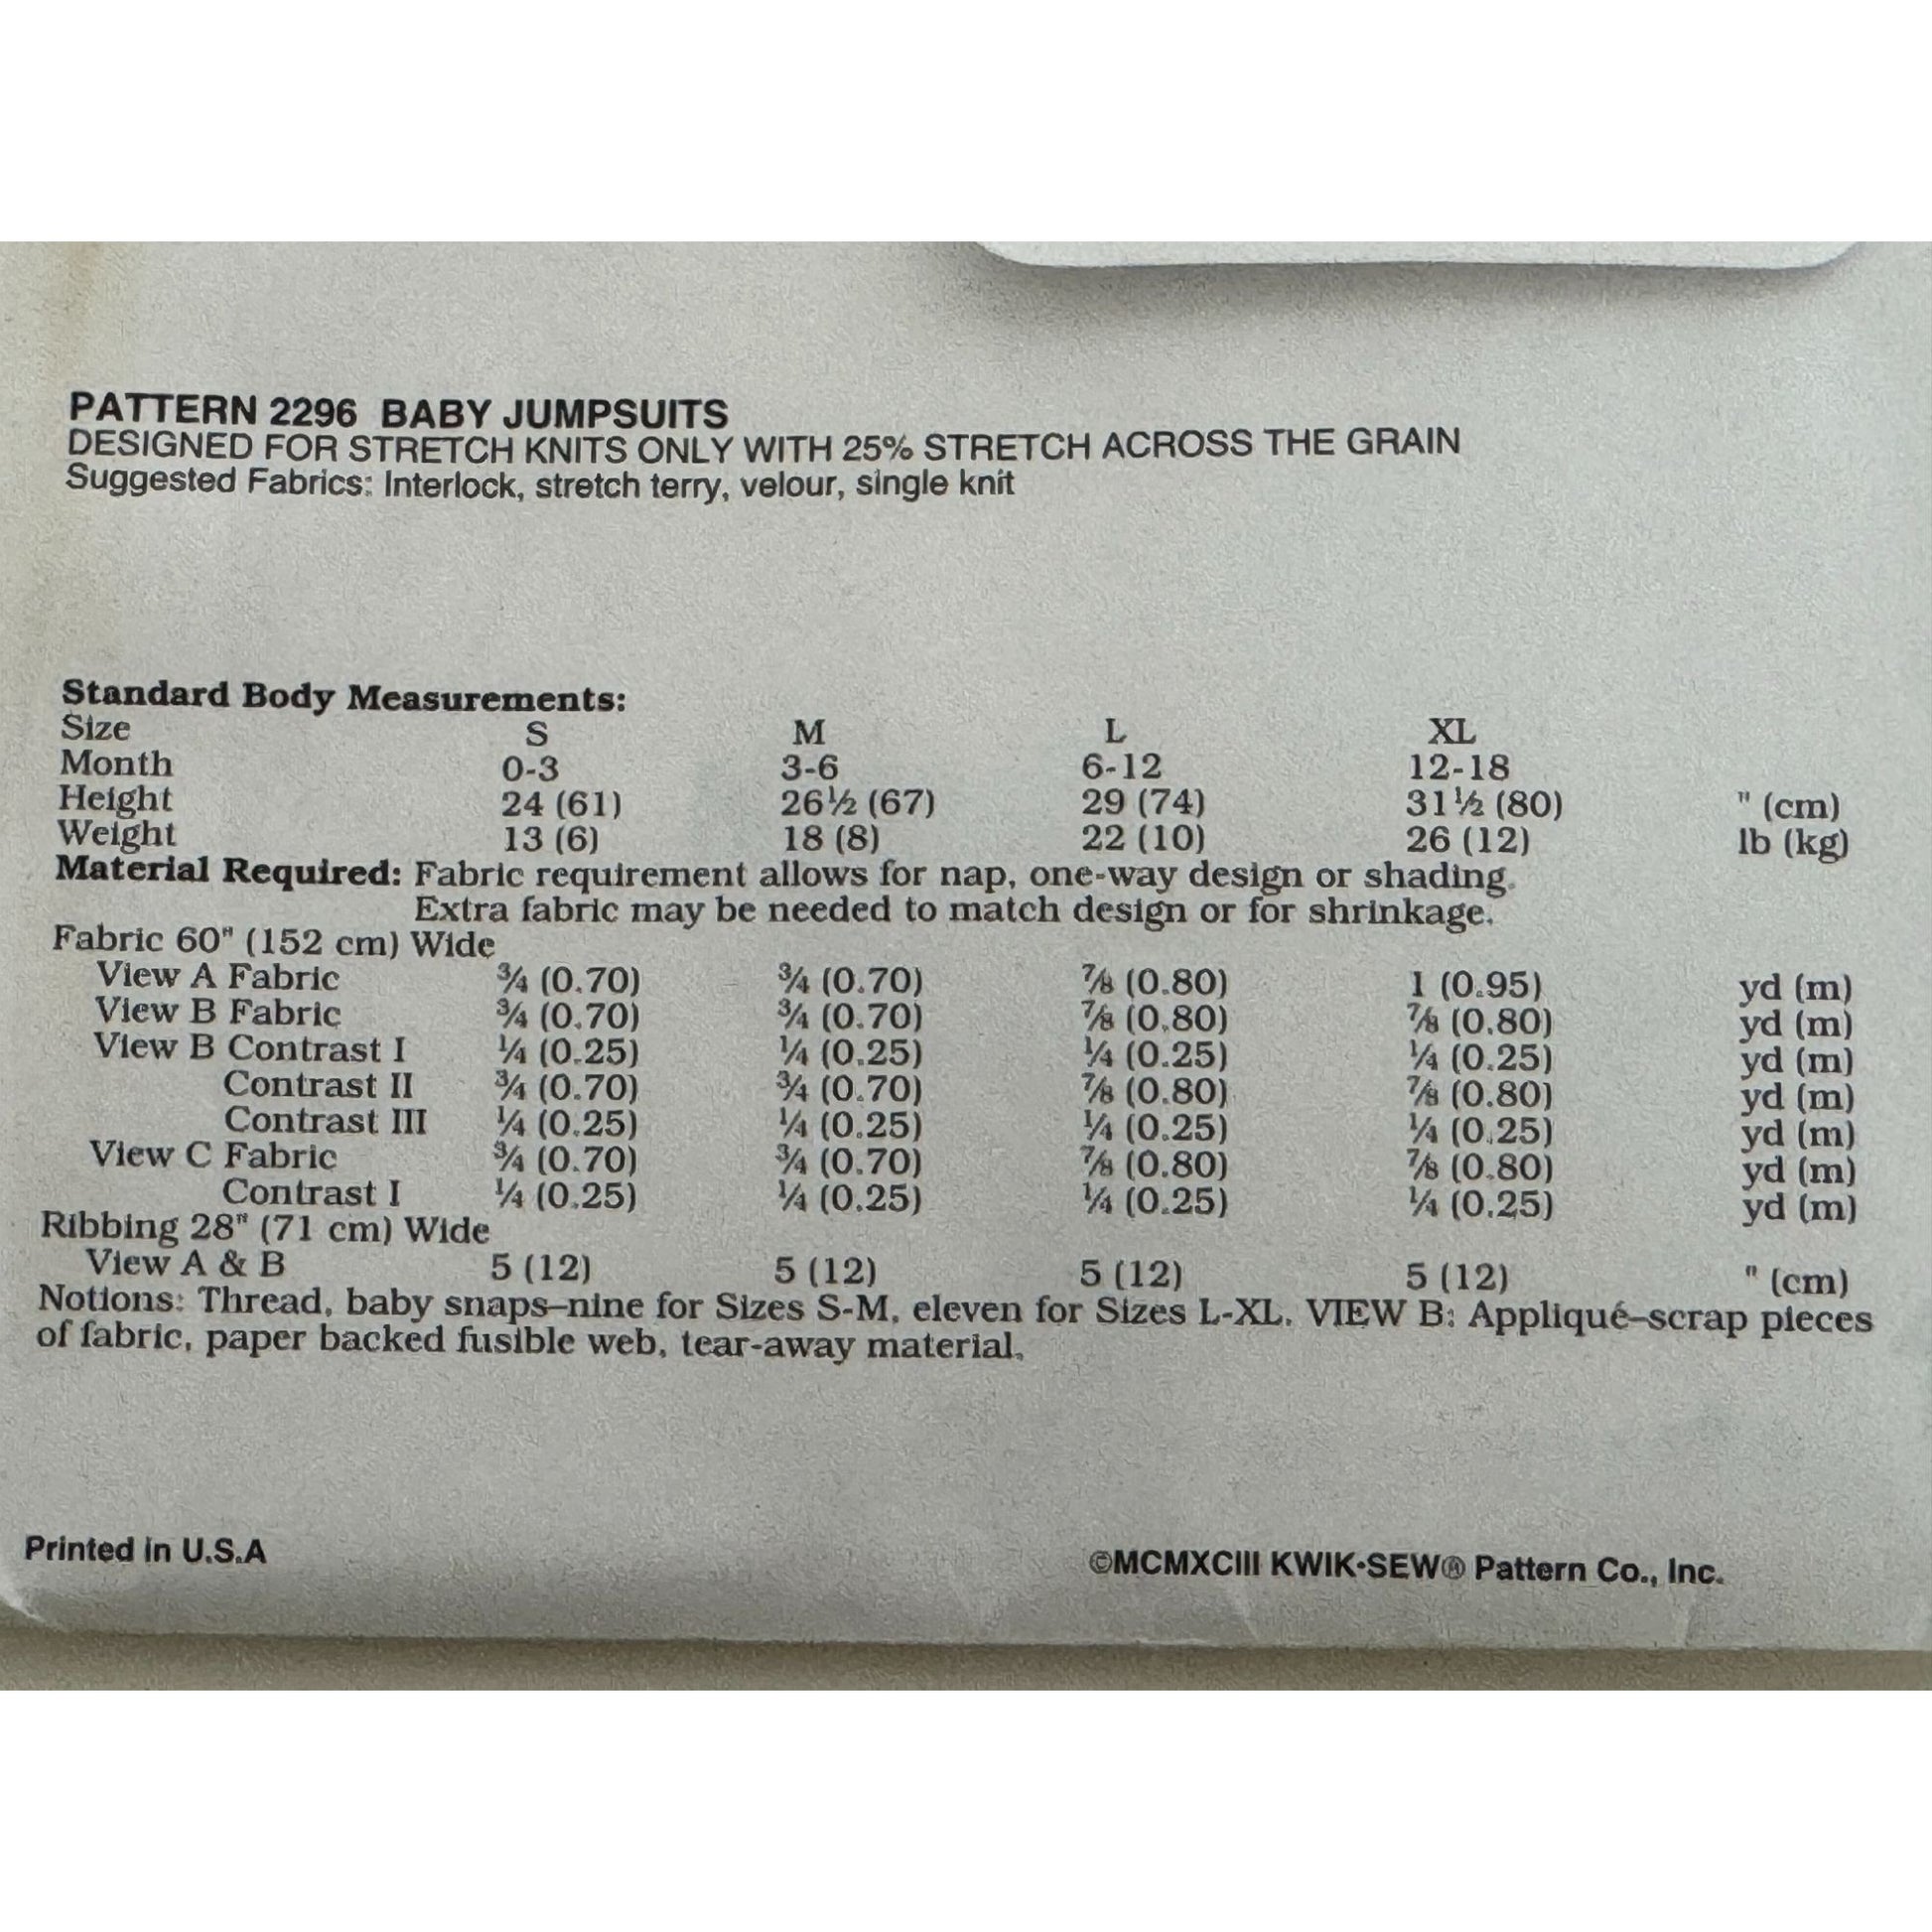 PATTERN 2296 BABY JUMPSUITS
DESIGNED FOR STRETCH KNITS ONLY WITH 25% STRETCH ACROSS THE GRAIN
Suggested Fabrics: Interlock, stretch terry, velour, single knit
Standard Body Measurements:
Size S M L XL
Month 0-3 3-6 6-12 12-18
Height 24 (61) 26½ (67) 29 (74) 31½ (80) " (cm)
Weight 13 (6) 18 (8) 22 (10) 26 (12) lb (kg)
Material Required: Fabric requirement allows for nap, one-way design or shading.
Extra fabric may be needed to match design or for shrinkage.
Fabric 60" (152 cm) Wide
View A Fabric ¾ (0.70) ¾ (0.70) ⅞ (0.80) 1 (0.95) yd (m)
View B Fabric ¾ (0.70) ¾ (0.70) ⅞ (0.80) ⅞ (0.80) yd (m)
View B Contrast I ¼ (0.25) ¼ (0.25) ¼ (0.25) ¼ (0.25) yd (m)
Contrast II ¾ (0.70) ¾ (0.70) ⅞ (0.80) ⅞ (0.80) yd (m)
Contrast III ¼ (0.25) ¼ (0.25) ¼ (0.25) ¼ (0.25) yd (m)
View C Fabric ¾ (0.70) ¾ (0.70) ⅞ (0.80) ⅞ (0.80) yd (m)
Contrast I ¼ (0.25) ¼ (0.25) ¼ (0.25) ¼ (0.25) yd (m)
Ribbing 28" (71 cm) Wide
View A & B 5 (12) 5 (12) 5 (12) 5 (12) " (cm)
Notions: Thread, baby snaps–nine for Sizes S-M, eleven for Sizes L-XL. VIEW B: Appliqué–scrap pieces
of fabric, paper backed fusible web, tear-away material.
Printed in U.S.A
©MCMXCIII KWIK•SEW® Pattern Co., Inc.